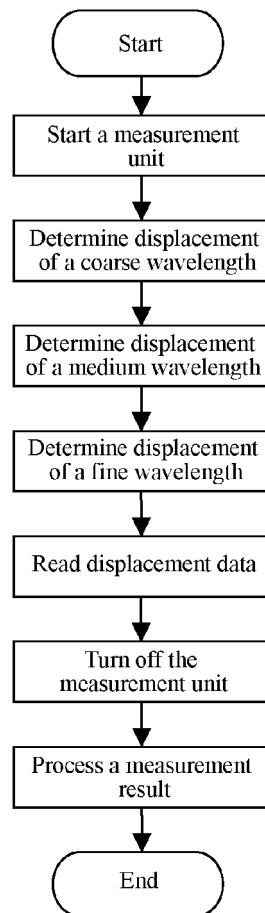 Start
Start a measurement
unit
Determine displacement
of a coarse wavelength
Determine displacement
of a medium wavelength
Determine displacement
of a fine wavelength
Read displacement data
Turn off the
measurement unit
Process a measurement
result
End